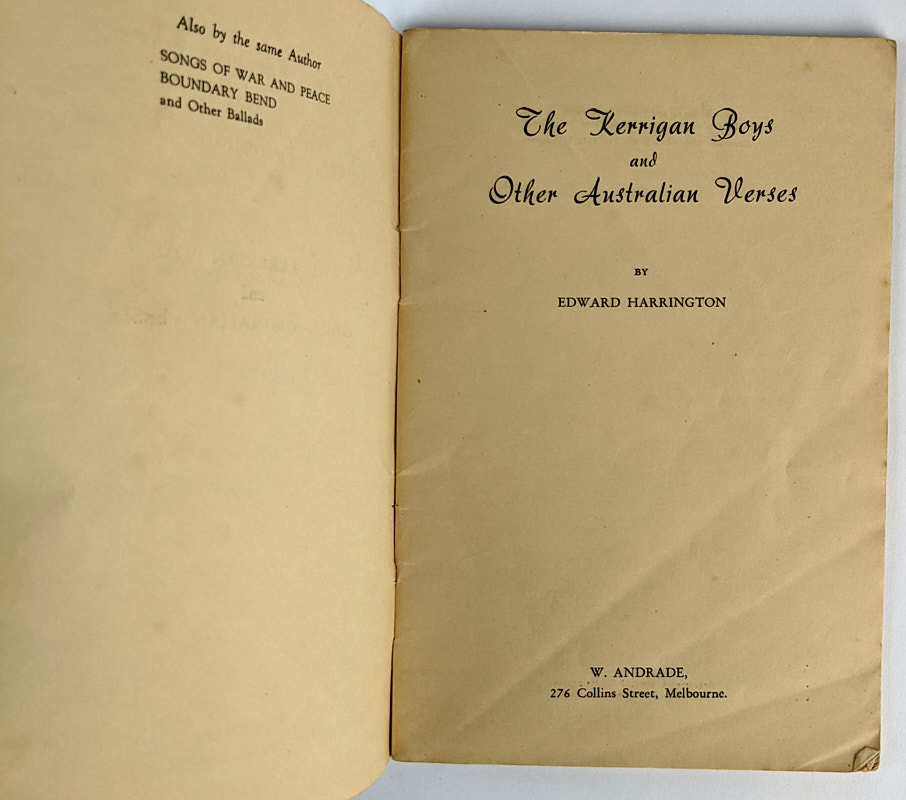 Also by the same Author
SONGS OF WAR AND PEACE
BOUNDARY BEND
and Other Ballads
The Kerrigan Boys
and
Other Australian Verses
BY
EDWARD HARRINGTON
W. ANDRADE,
276 Collins Street, Melbourne.